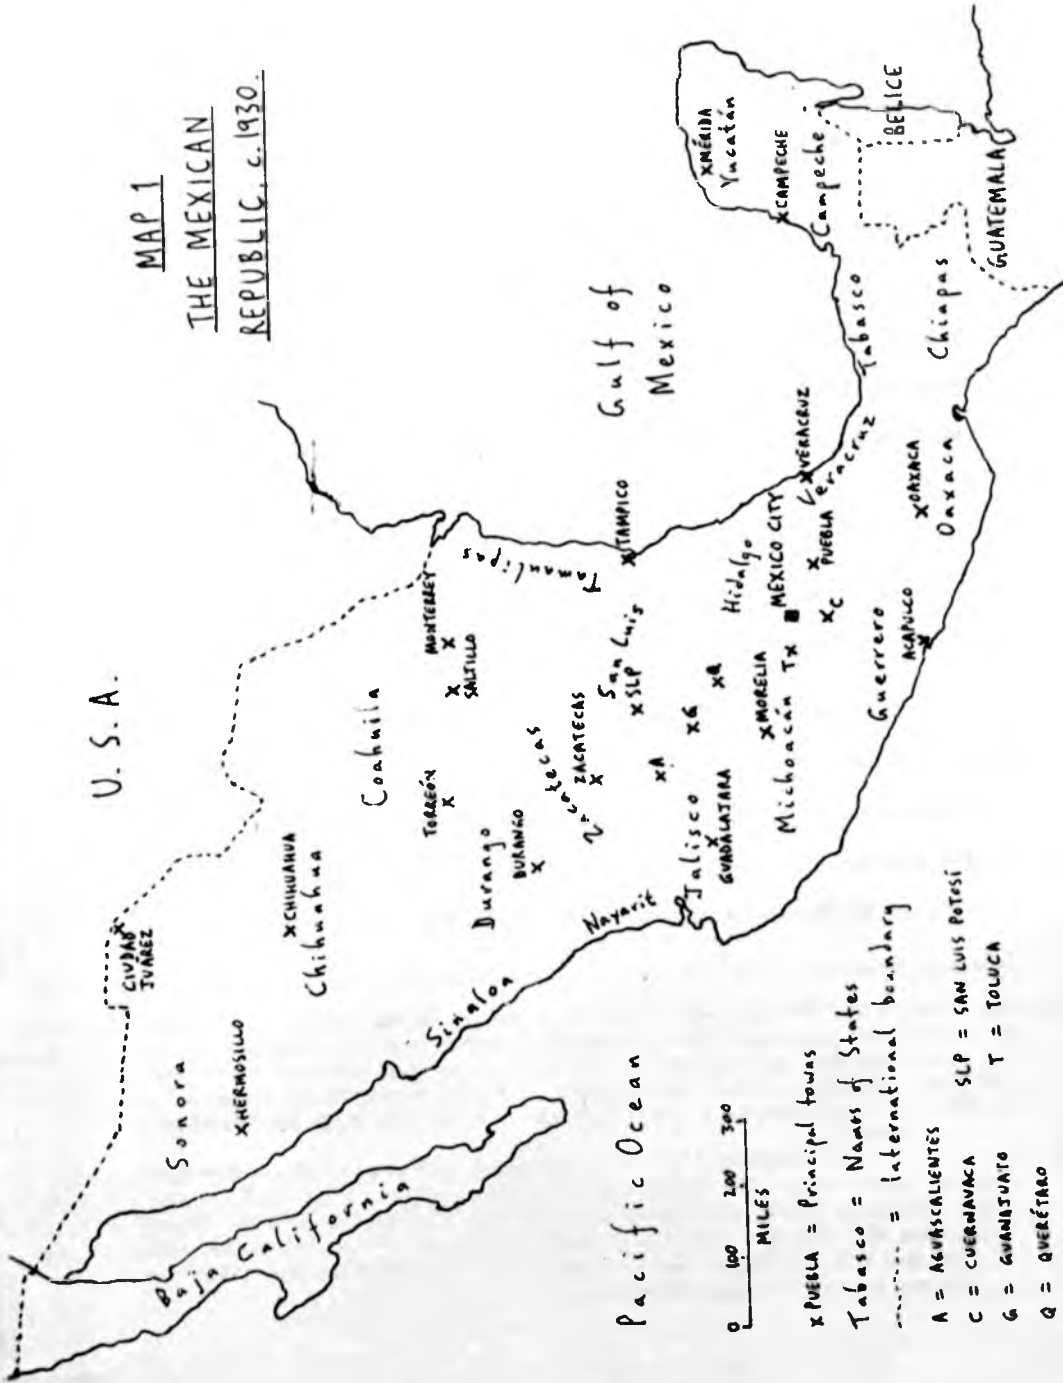 MAP 1
THE MEXICAN
REPUBLIC, c.1930.
U. S. A.
CIUDAD
JUÁREZ
Sonora
XHERMOSILLO
XCHIHUAHUA
Chihuahua
Coahuila
TORREÓN
X
MONTERREY
X
X
SALTILLO
Baja California
Sinaloa
Durango
DURANGO
X
Zacatecas
ZACATECAS
X
Tamaulipas
XTAMPICO
San Luis
X SLP
Nayarit
X A
X G
X Q
Jalisco
X
GUADALAJARA
Hidalgo
XMORELIA
Michoacán
T X
MEXICO CITY
X C
X
PUEBLA
XVERACRUZ
Veracruz
Guerrero
ACAPULCO
X
XOAXACA
Oaxaca
Tabasco
Chiapas
Gulf of
Mexico
XMÉRIDA
Yucatán
XCAMPECHE
Campeche
BELICE
GUATEMALA
Pacific Ocean
0 100 200 300
MILES
X PUEBLA = Principal towns
Tabasco = Names of States
------ = International boundary
A = AGUASCALIENTES
C = CUERNAVACA
G = GUANAJUATO
Q = QUERÉTARO
SLP = SAN LUIS POTOSÍ
T = TOLUCA